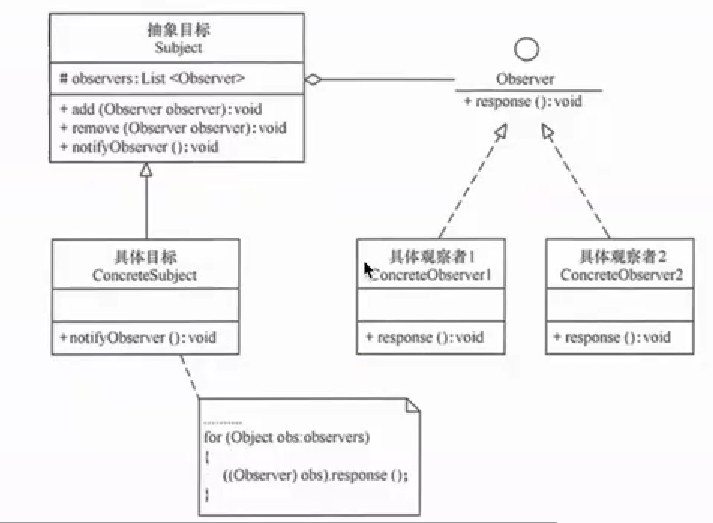 抽象目标
Subject
# observers: List <Observer>
+ add (Observer observer): void
+ remove (Observer observer): void
+ notifyObserver (): void
Observer
+ response (): void
具体目标
ConcreteSubject
+ notifyObserver (): void
具体观察者1
ConcreteObserver1
+ response (): void
具体观察者2
ConcreteObserver2
+ response (): void
..........
for (Object obs:observers)
{
((Observer) obs).response ();
}